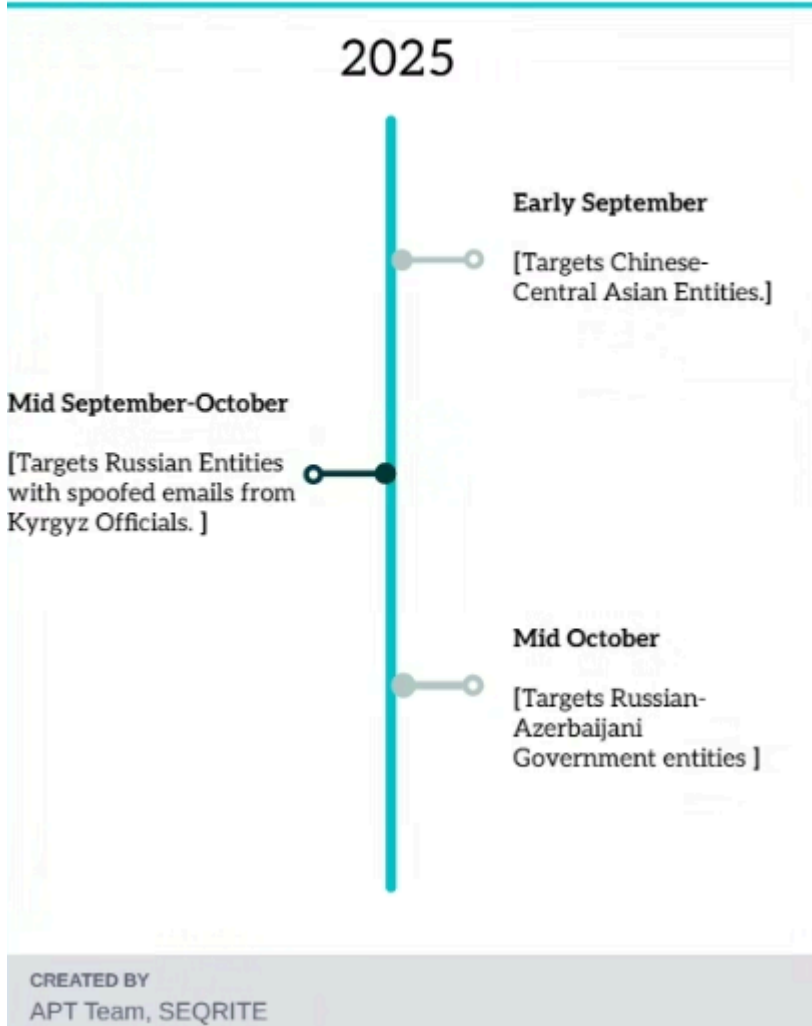 2025
Early September
[Targets Chinese-
Central Asian Entities.]
Mid September-October
[Targets Russian Entities
with spoofed emails from
Kyrgyz Officials. ]
Mid October
[Targets Russian-
Azerbaijani
Government entities ]
CREATED BY
APT Team, SEQRITE